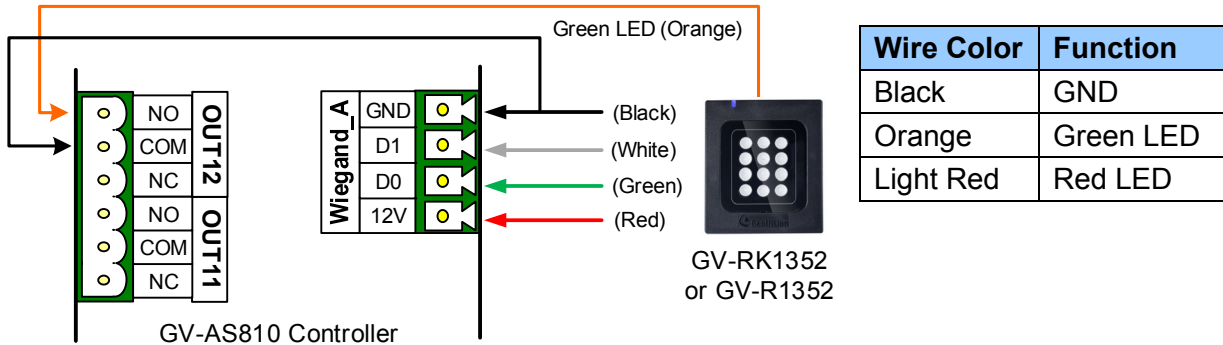 Green LED (Orange)
NO
COM
NC
OUT12
NO
COM
NC
OUT11
Wiegand_A
GND
D1
D0
12V
(Black)
(White)
(Green)
(Red)
GV-RK1352
or GV-R1352
GV-AS810 Controller
Wire Color Function
Black GND
Orange Green LED
Light Red Red LED